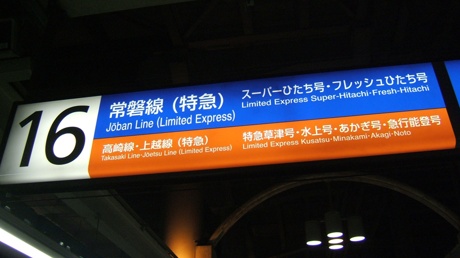 16
常磐線（特急）
Jōban Line (Limited Express)
スーパーひたち号・フレッシュひたち号
Limited Express Super-Hitachi・Fresh-Hitachi
高崎線・上越線（特急）
Takasaki Line・Jōetsu Line (Limited Express)
特急草津号・水上号・あかぎ号・急行能登号
Limited Express Kusatsu・Minakami・Akagi・Noto